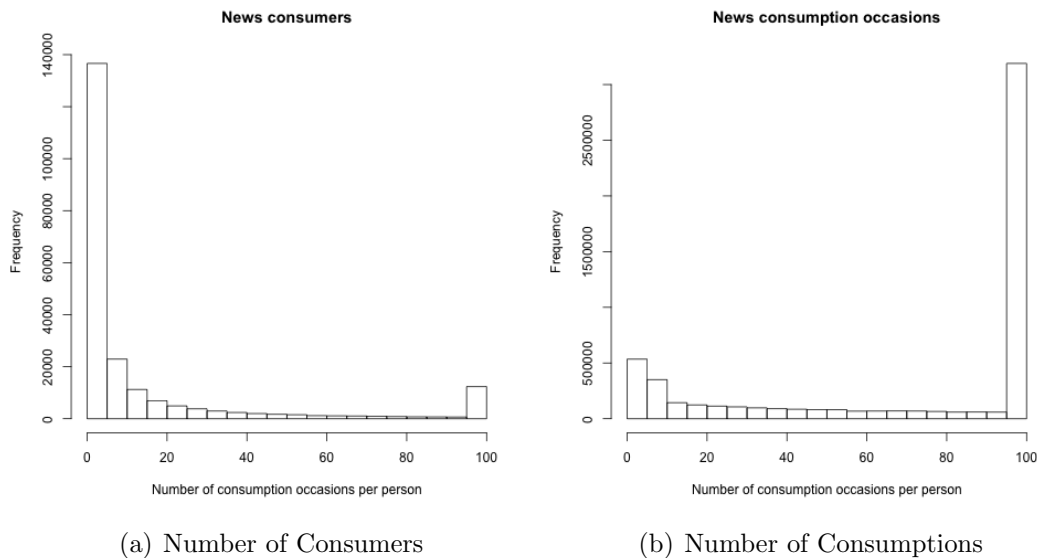 News consumers
140000
100000
80000
60000
40000
20000
0
Frequency
0 20 40 60 80 100
Number of consumption occasions per person
(a) Number of Consumers
News consumption occasions
2500000
1500000
500000
0
Frequency
0 20 40 60 80 100
Number of consumption occasions per person
(b) Number of Consumptions